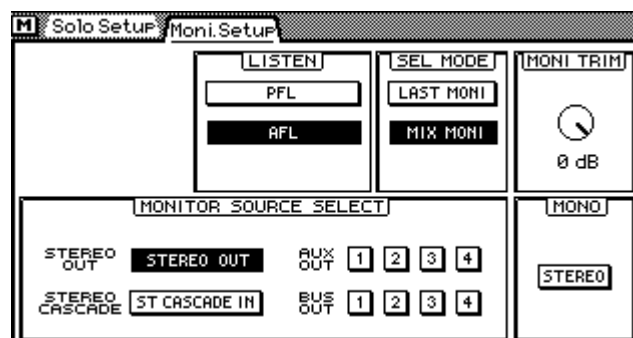 M Solo Setup Moni.Setup
LISTEN SEL MODE MONI TRIM
PFL LAST MONI
AFL MIX MONI
0 dB
MONITOR SOURCE SELECT MONO
STEREO OUT STEREO OUT AUX OUT 1 2 3 4
STEREO
STEREO CASCADE ST CASCADE IN BUS OUT 1 2 3 4